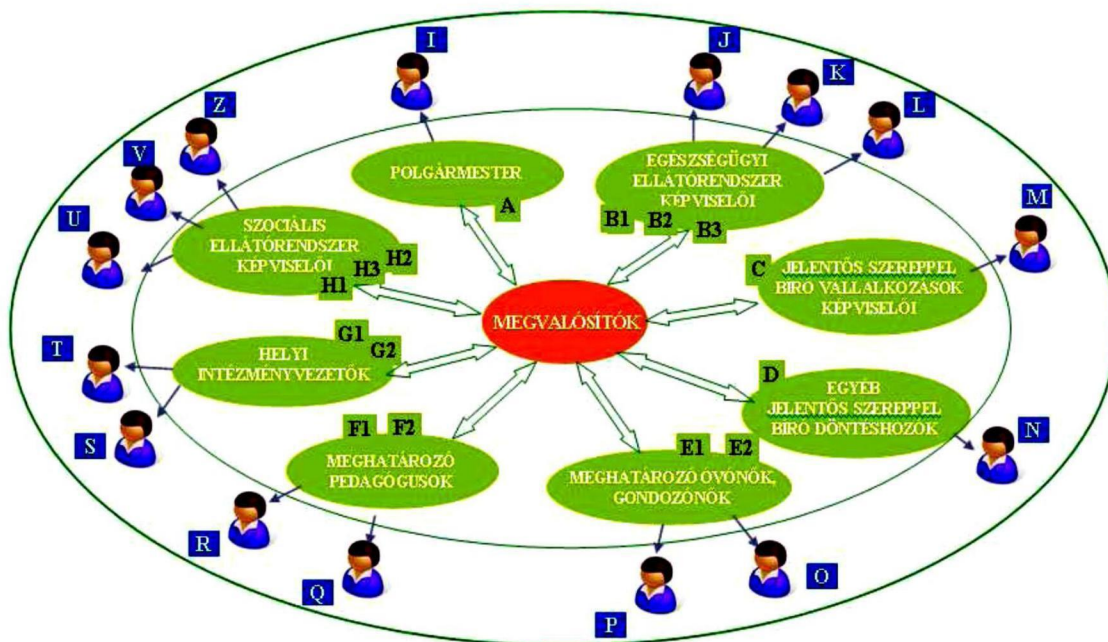 I
J
K
L
Z
V
U
M
POLGÁRMESTER
A
EGÉSZSÉGÜGYI
ELLÁTÓRENDSZER
KÉPVISELŐI
B1 B2 B3
SZOCIÁLIS
ELLÁTÓRENDSZER
KÉPVISELŐI
H1 H3 H2
C
JELENTŐS SZEREPPEL
BÍRÓ VÁLLALKOZÁSOK
KÉPVISELŐI
MEGVALÓSÍTÓK
T
S
G1
G2
HELYI
INTÉZMÉNYVEZETŐK
D
EGYÉB
JELENTŐS SZEREPPEL
BÍRÓ DÖNTÉSHOZÓK
N
F1 F2
MEGHATÁROZÓ
PEDAGÓGUSOK
E1 E2
MEGHATÁROZÓ ÓVÓNŐK,
GONDOZÓNŐK
R
Q
P
O